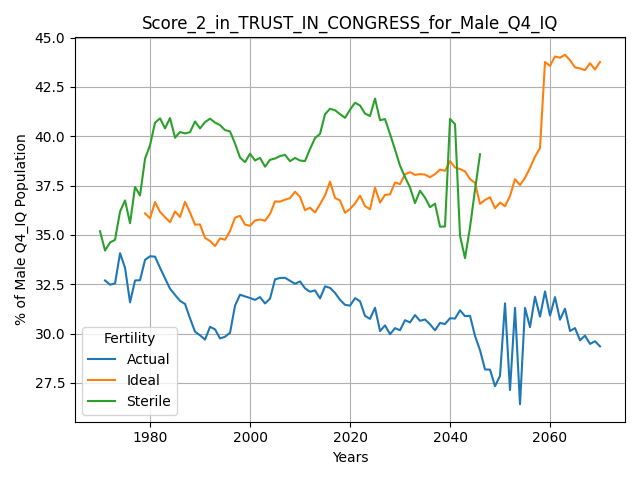 Score_2_in_TRUST_IN_CONGRESS_for_Male_Q4_IQ
% of Male Q4_IQ Population
45.0
42.5
40.0
37.5
35.0
32.5
30.0
27.5
Fertility
Actual
Ideal
Sterile
1980
2000
2020
2040
2060
Years